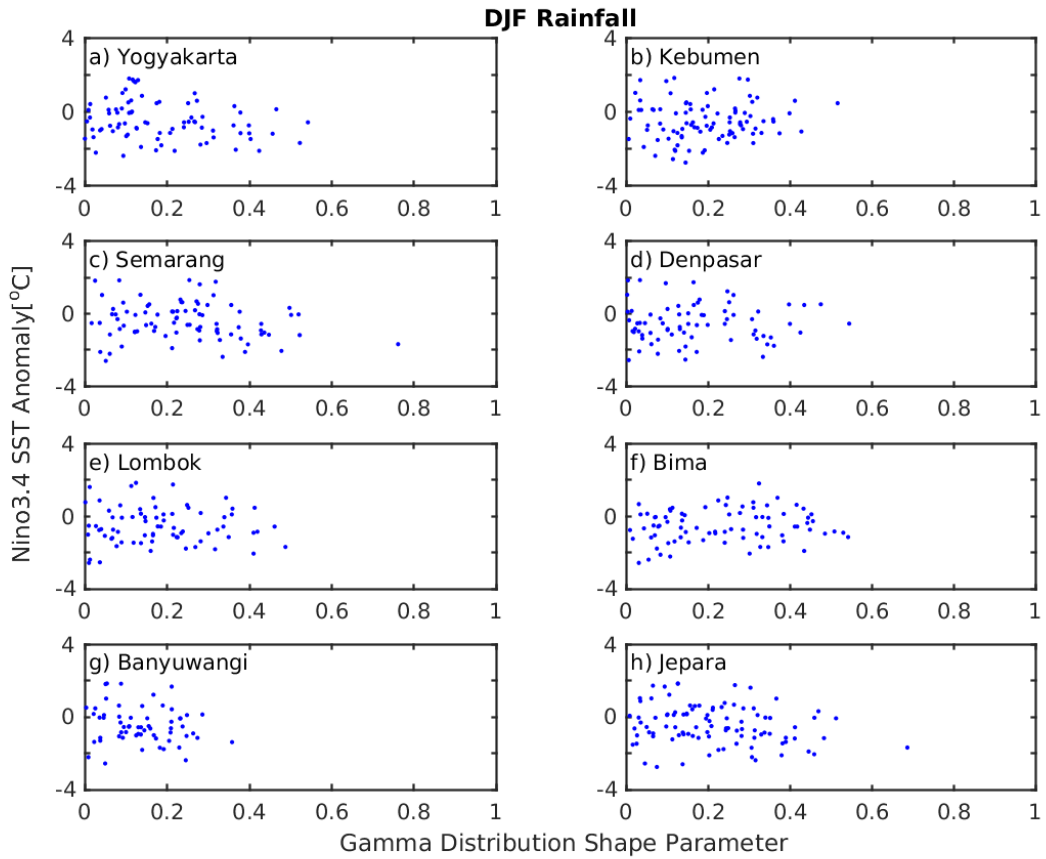 DJF Rainfall
a) Yogyakarta
b) Kebumen
4
0
-4
0 0.2 0.4 0.6 0.8 1
4
0
-4
0 0.2 0.4 0.6 0.8 1
c) Semarang
d) Denpasar
4
0
-4
0 0.2 0.4 0.6 0.8 1
4
0
-4
0 0.2 0.4 0.6 0.8 1
e) Lombok
f) Bima
4
0
-4
0 0.2 0.4 0.6 0.8 1
4
0
-4
0 0.2 0.4 0.6 0.8 1
g) Banyuwangi
h) Jepara
4
0
-4
0 0.2 0.4 0.6 0.8 1
4
0
-4
0 0.2 0.4 0.6 0.8 1
Nino3.4 SST Anomaly[°C]
Gamma Distribution Shape Parameter